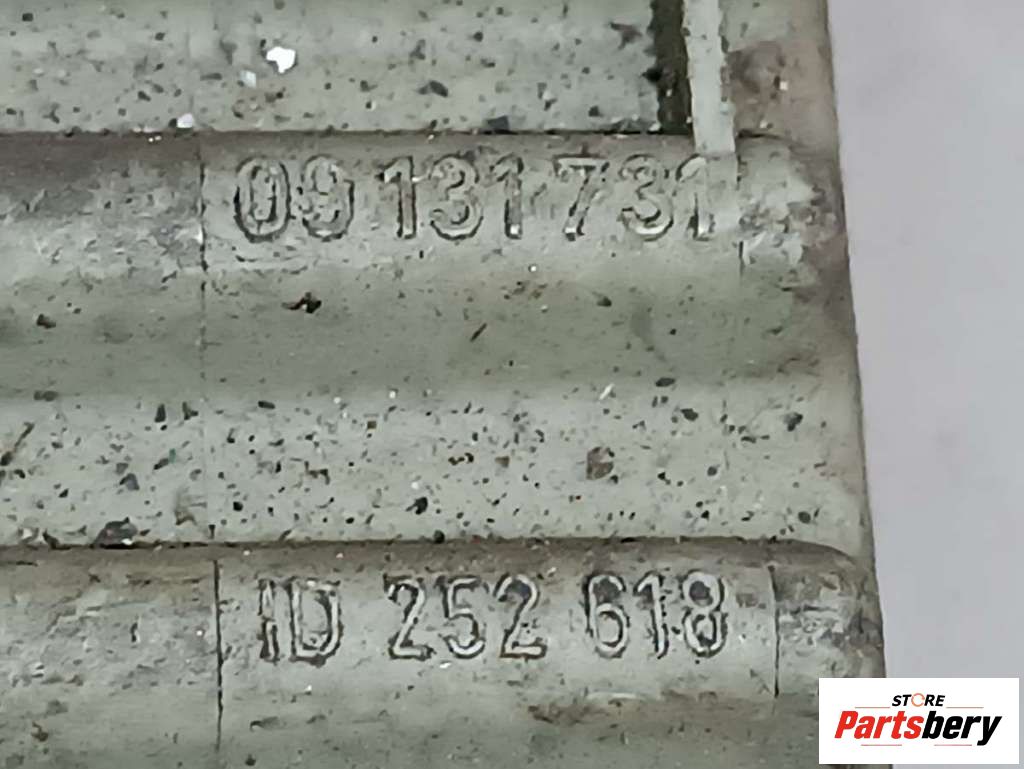 09 131 731
ID 252 618
STORE
Partsbery